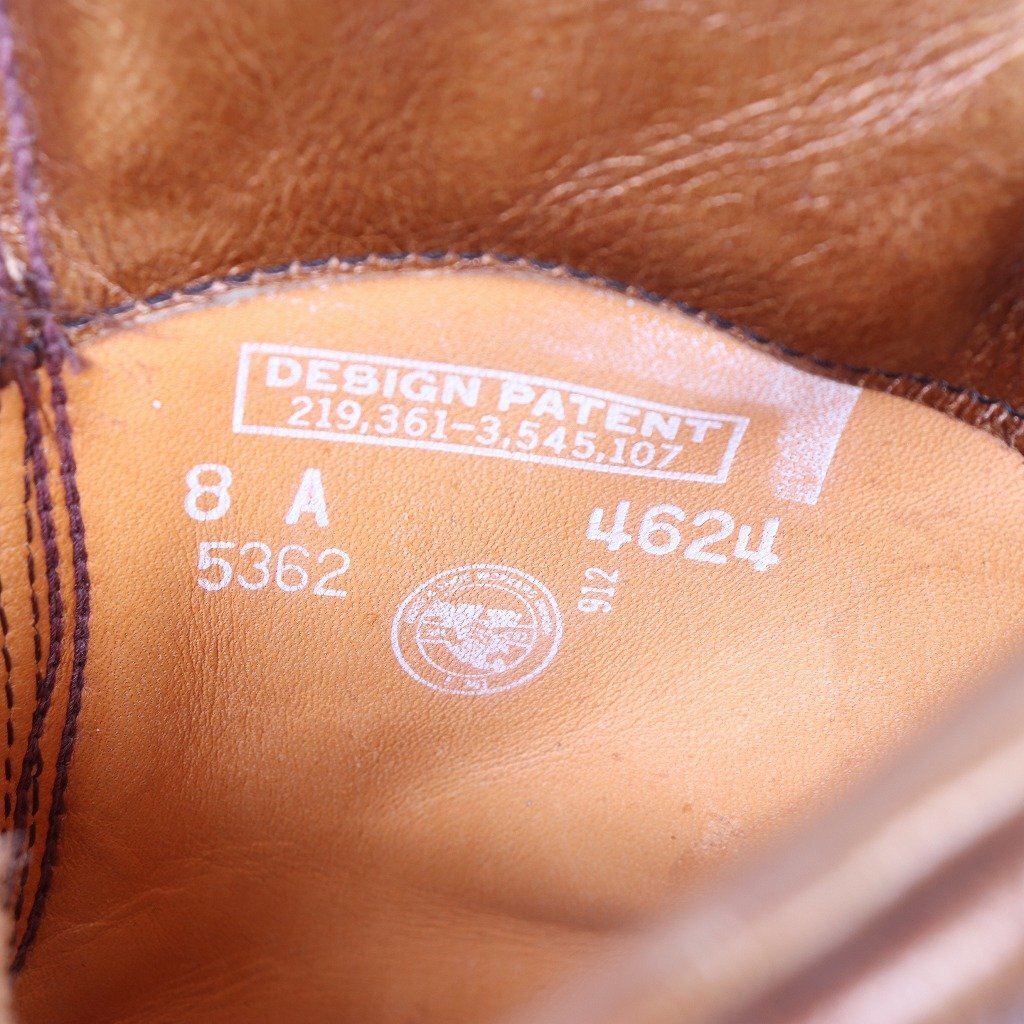 DESIGN PATENT
219,361-3,545,107
8 A 4624
5362
912